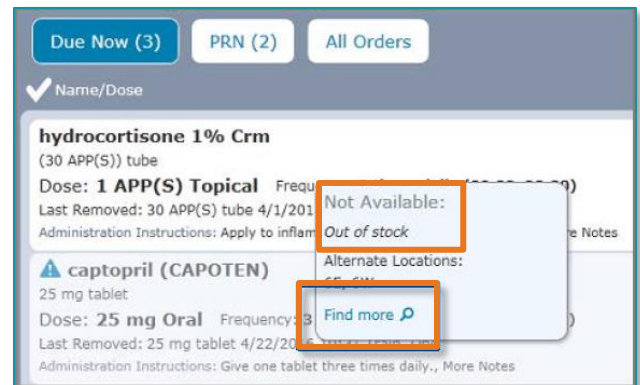 Due Now (3) PRN (2) All Orders
Name/Dose
hydrocortisone 1% Crm
(30 APP(S)) tube
Dose: 1 APP(S) Topical Frequ
Last Removed: 30 APP(S) tube 4/1/201
Administration Instructions: Apply to inflam e Notes
Not Available:
Out of stock
Alternate Locations:
Find more
captopril (CAPOTEN)
25 mg tablet
Dose: 25 mg Oral Frequency: 3
Last Removed: 25 mg tablet 4/22/20
Administration Instructions: Give one tablet three times daily., More Notes